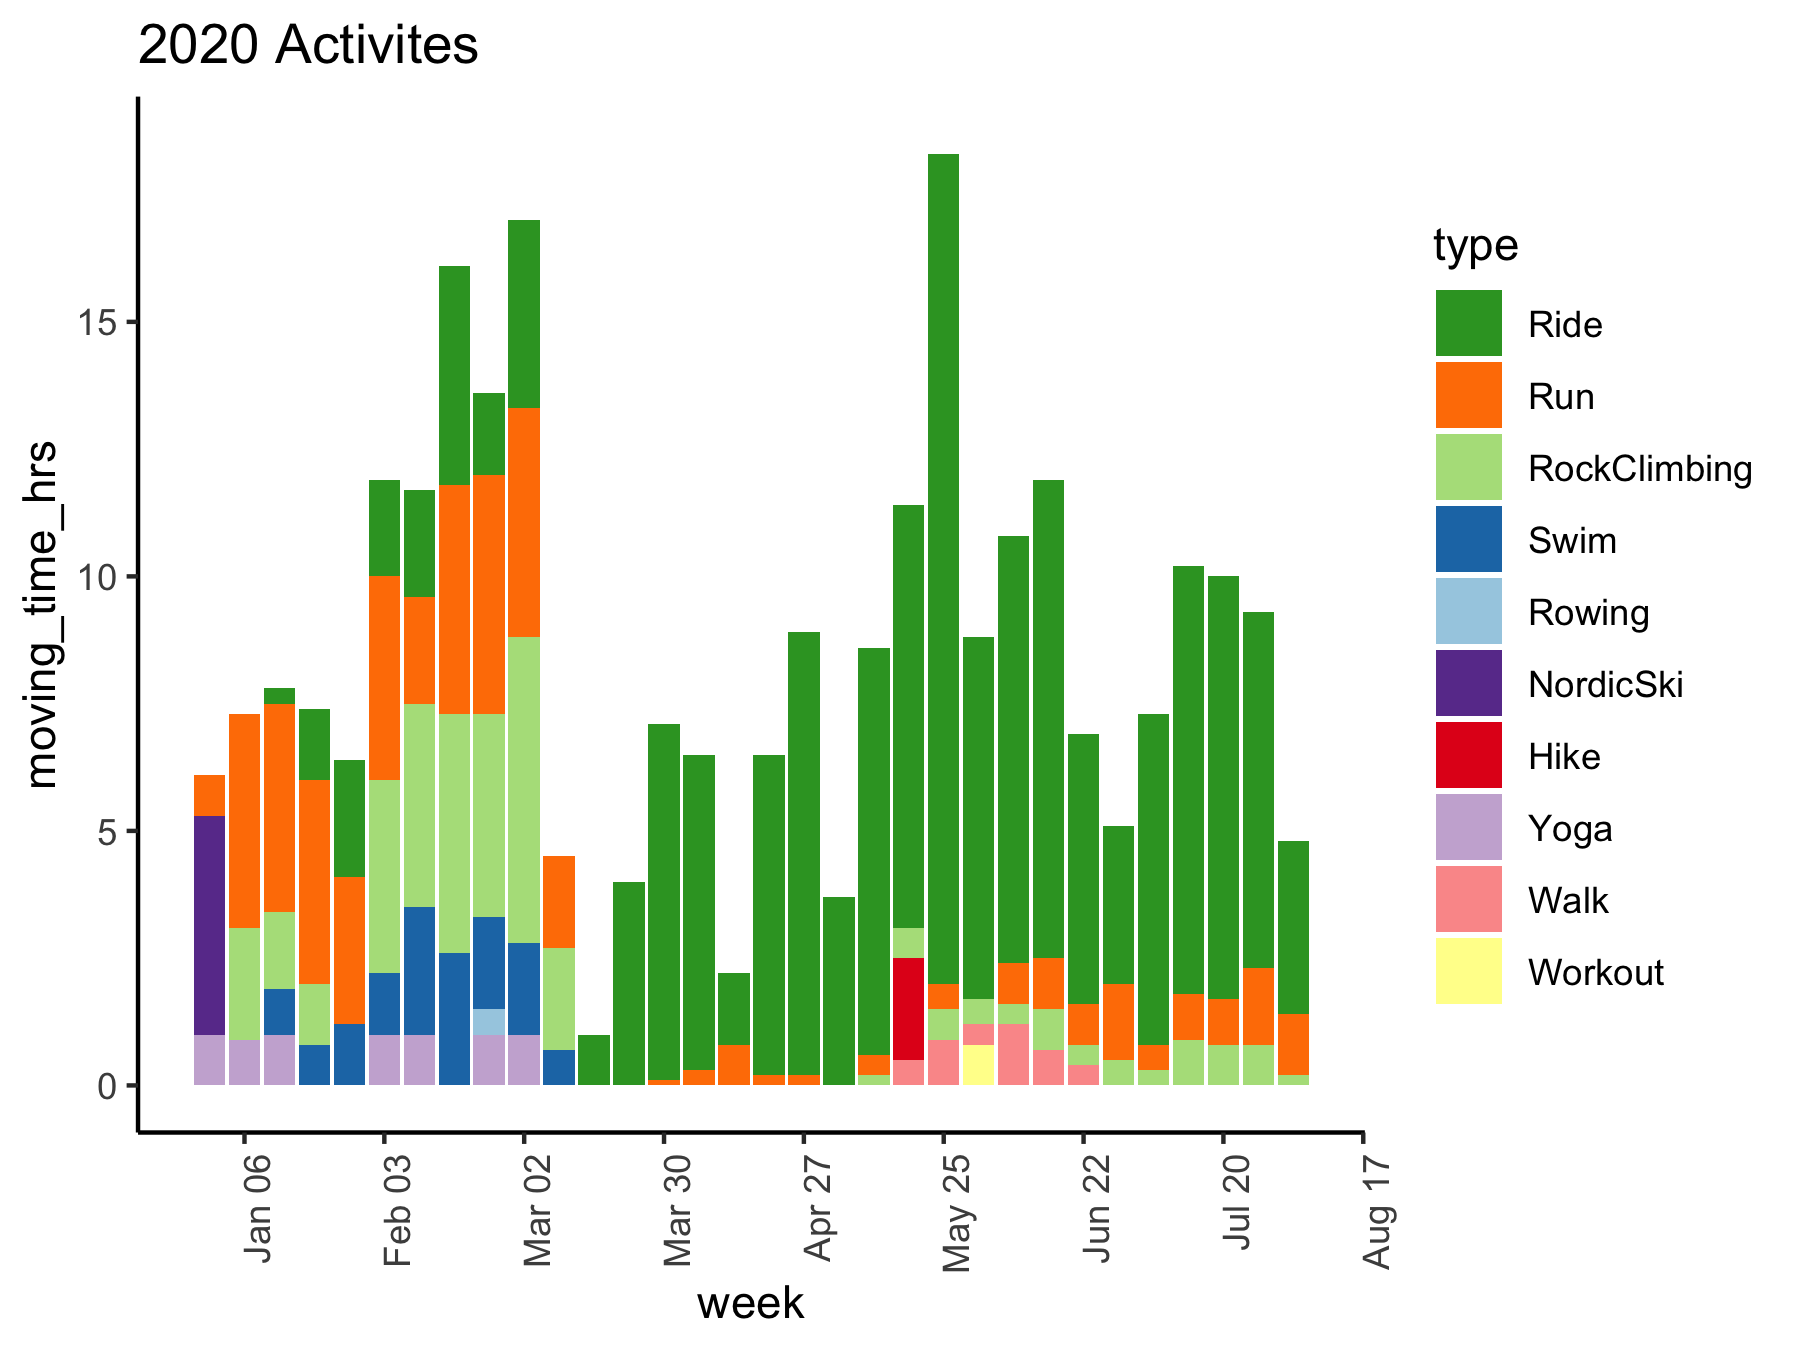 2020 Activites
moving_time_hrs
15
10
5
0
Jan 06
Feb 03
Mar 02
Mar 30
Apr 27
May 25
Jun 22
Jul 20
Aug 17
week
type
Ride
Run
RockClimbing
Swim
Rowing
NordicSki
Hike
Yoga
Walk
Workout